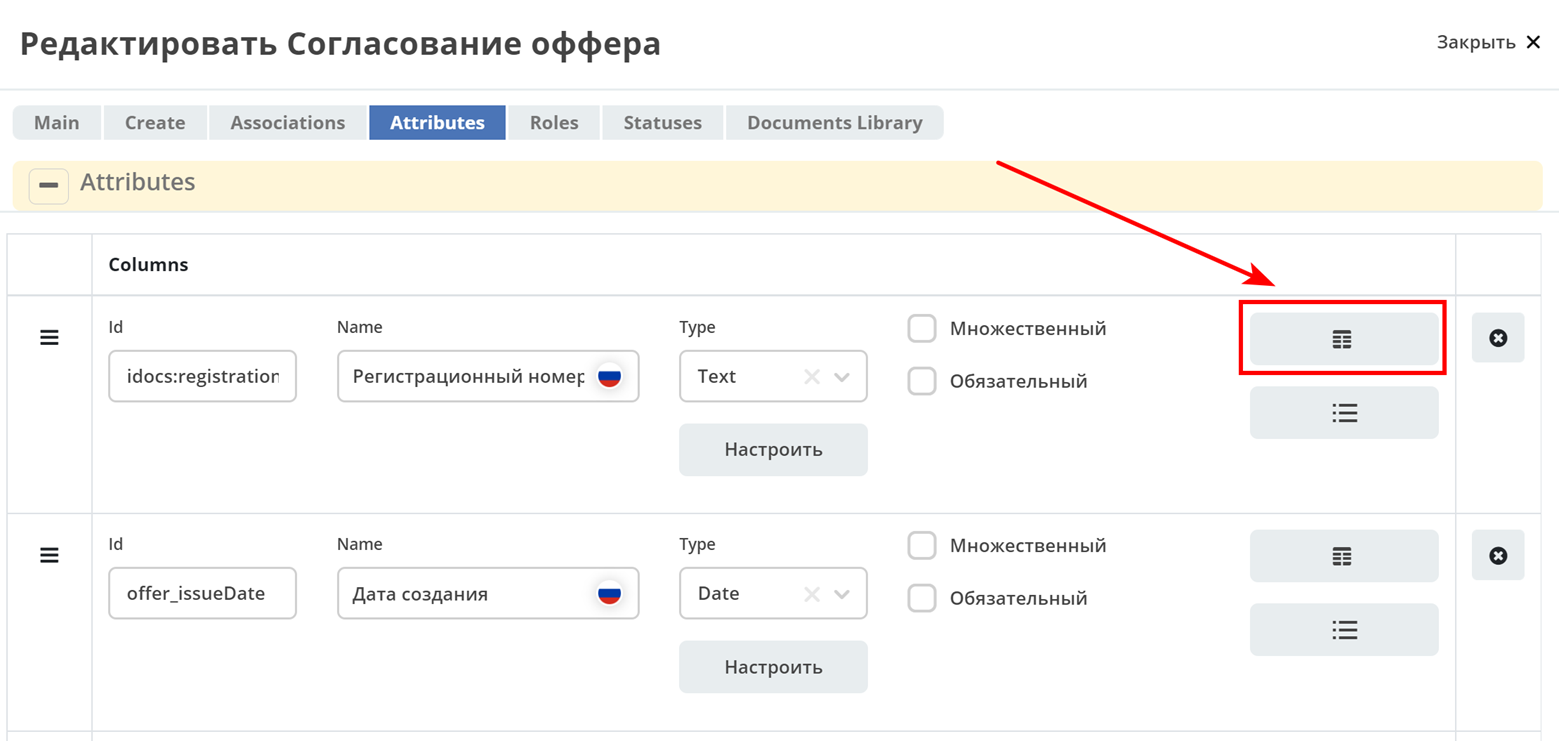 Редактировать Согласование оффера
Закрыть
Main Create Associations Attributes Roles Statuses Documents Library
Attributes
Columns
Id Name Type Множественный
idocs:registration Регистрационный номер Text
Обязательный
Настроить
Id Name Type Множественный
offer_issueDate Дата создания Date
Обязательный
Настроить